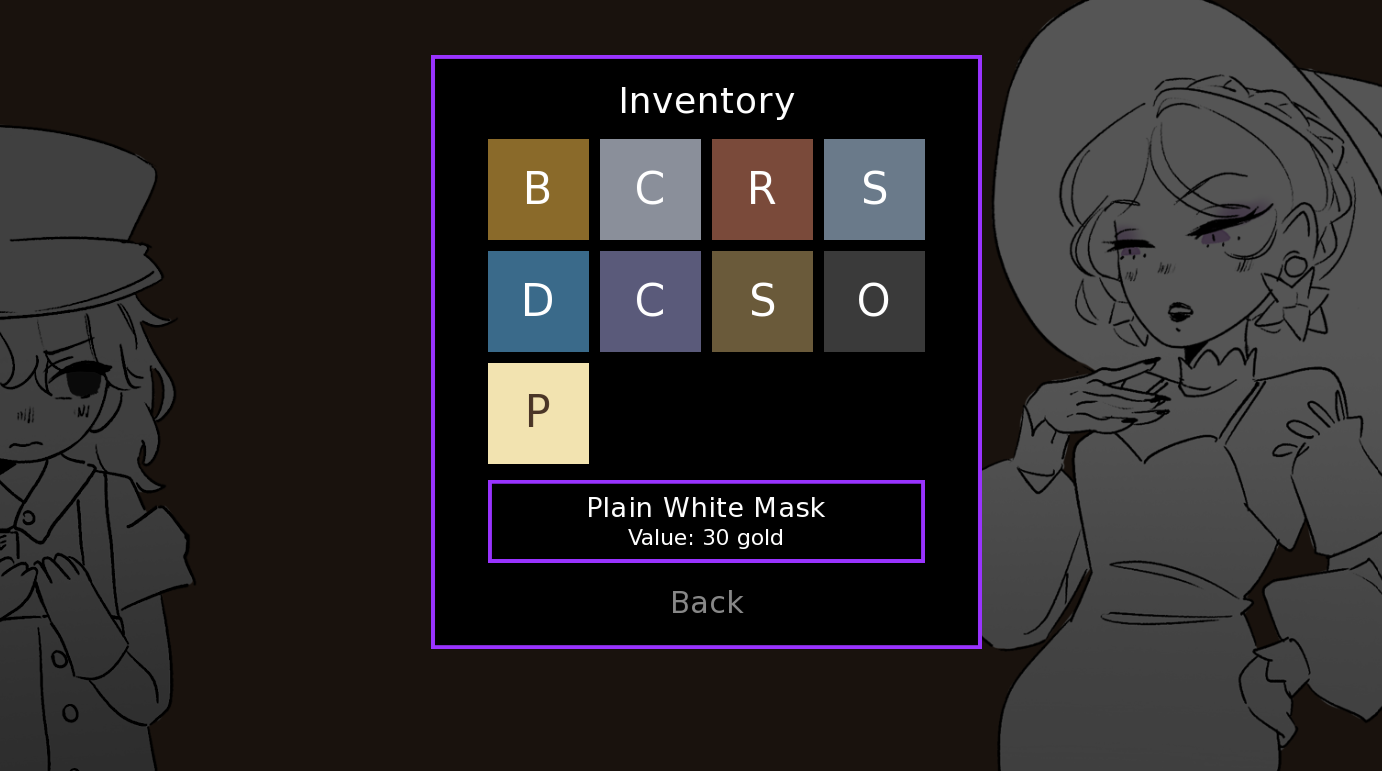 Inventory
B C R S
D C S O
P
Plain White Mask
Value: 30 gold
Back